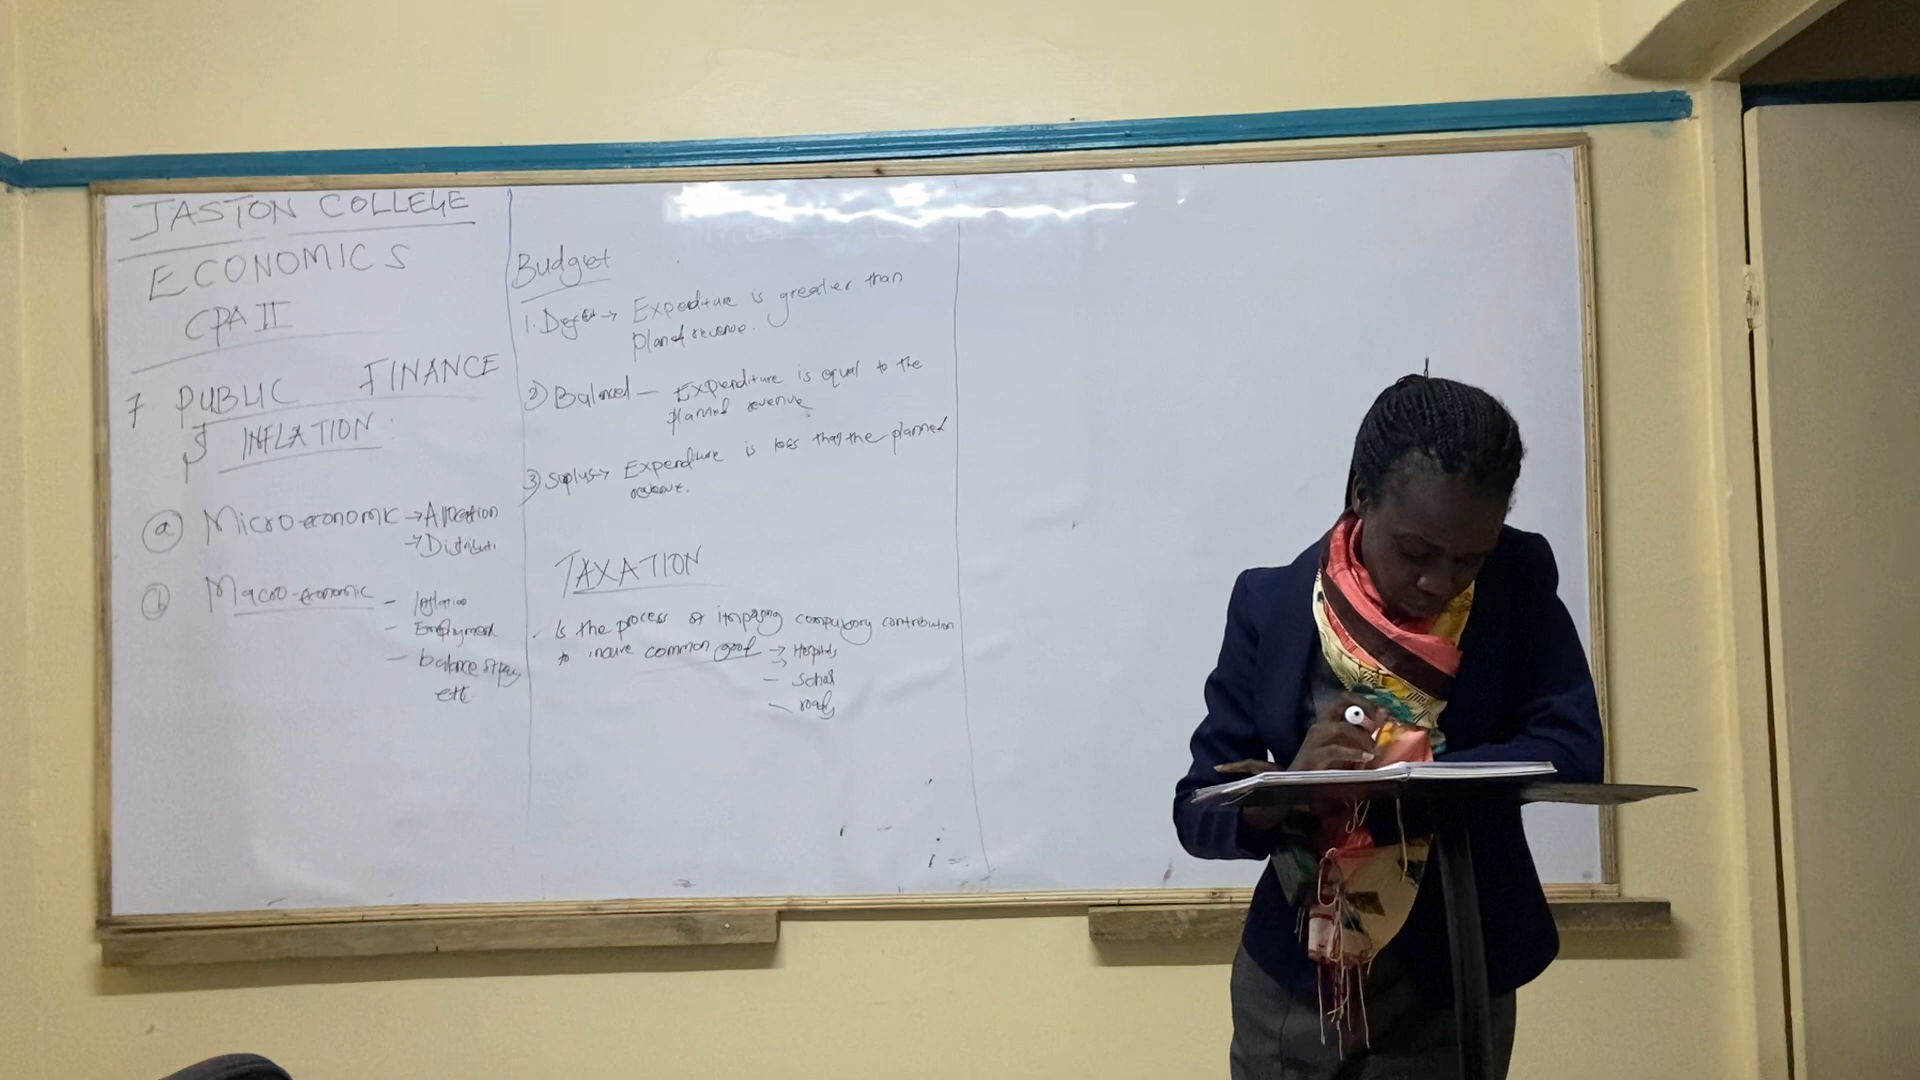 JASTON COLLEGE
ECONOMICS
CPA II
7 PUBLIC FINANCE
$ INFLATION:
(a) Micro-economic → Allocation
→ Distributi
(b) Macro-economic – Inflation
– Employment
– balance of pay
etc
Budget
1. Deficit → Expenditure is greater than
planed revenue.
2) Balanced – Expenditure is equal to the
planned revenue
3) Surplus → Expenditure is less than the planned
TAXATION
- Is the process of imposing compulsory contribution
to common good → Hospitals
– School
– roads